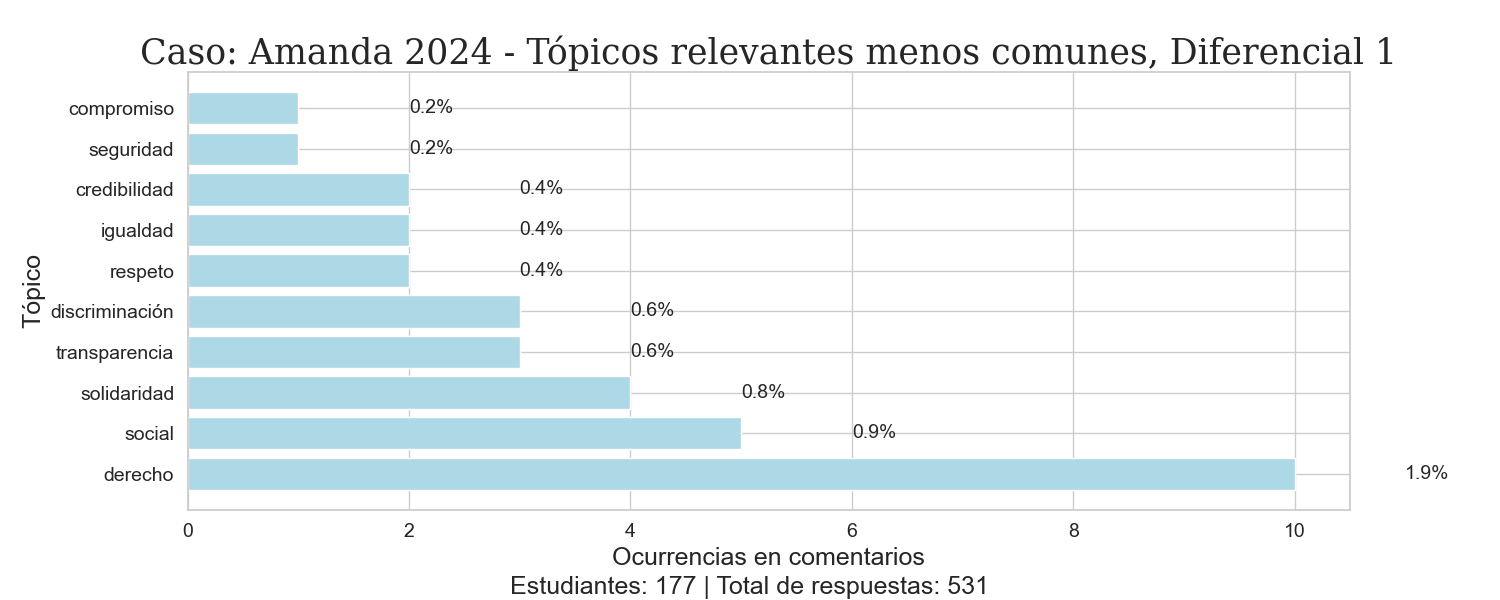 Caso: Amanda 2024 - Tópicos relevantes menos comunes, Diferencial 1
Tópico
compromiso 0.2%
seguridad 0.2%
credibilidad 0.4%
igualdad 0.4%
respeto 0.4%
discriminación 0.6%
transparencia 0.6%
solidaridad 0.8%
social 0.9%
derecho 1.9%
0 2 4 6 8 10
Ocurrencias en comentarios
Estudiantes: 177 | Total de respuestas: 531